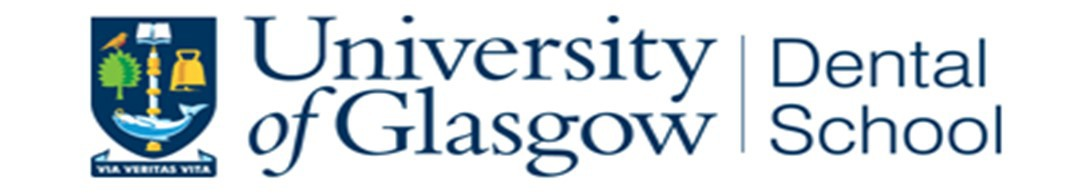 University
of Glasgow
Dental
School
VIA VERITAS VITA